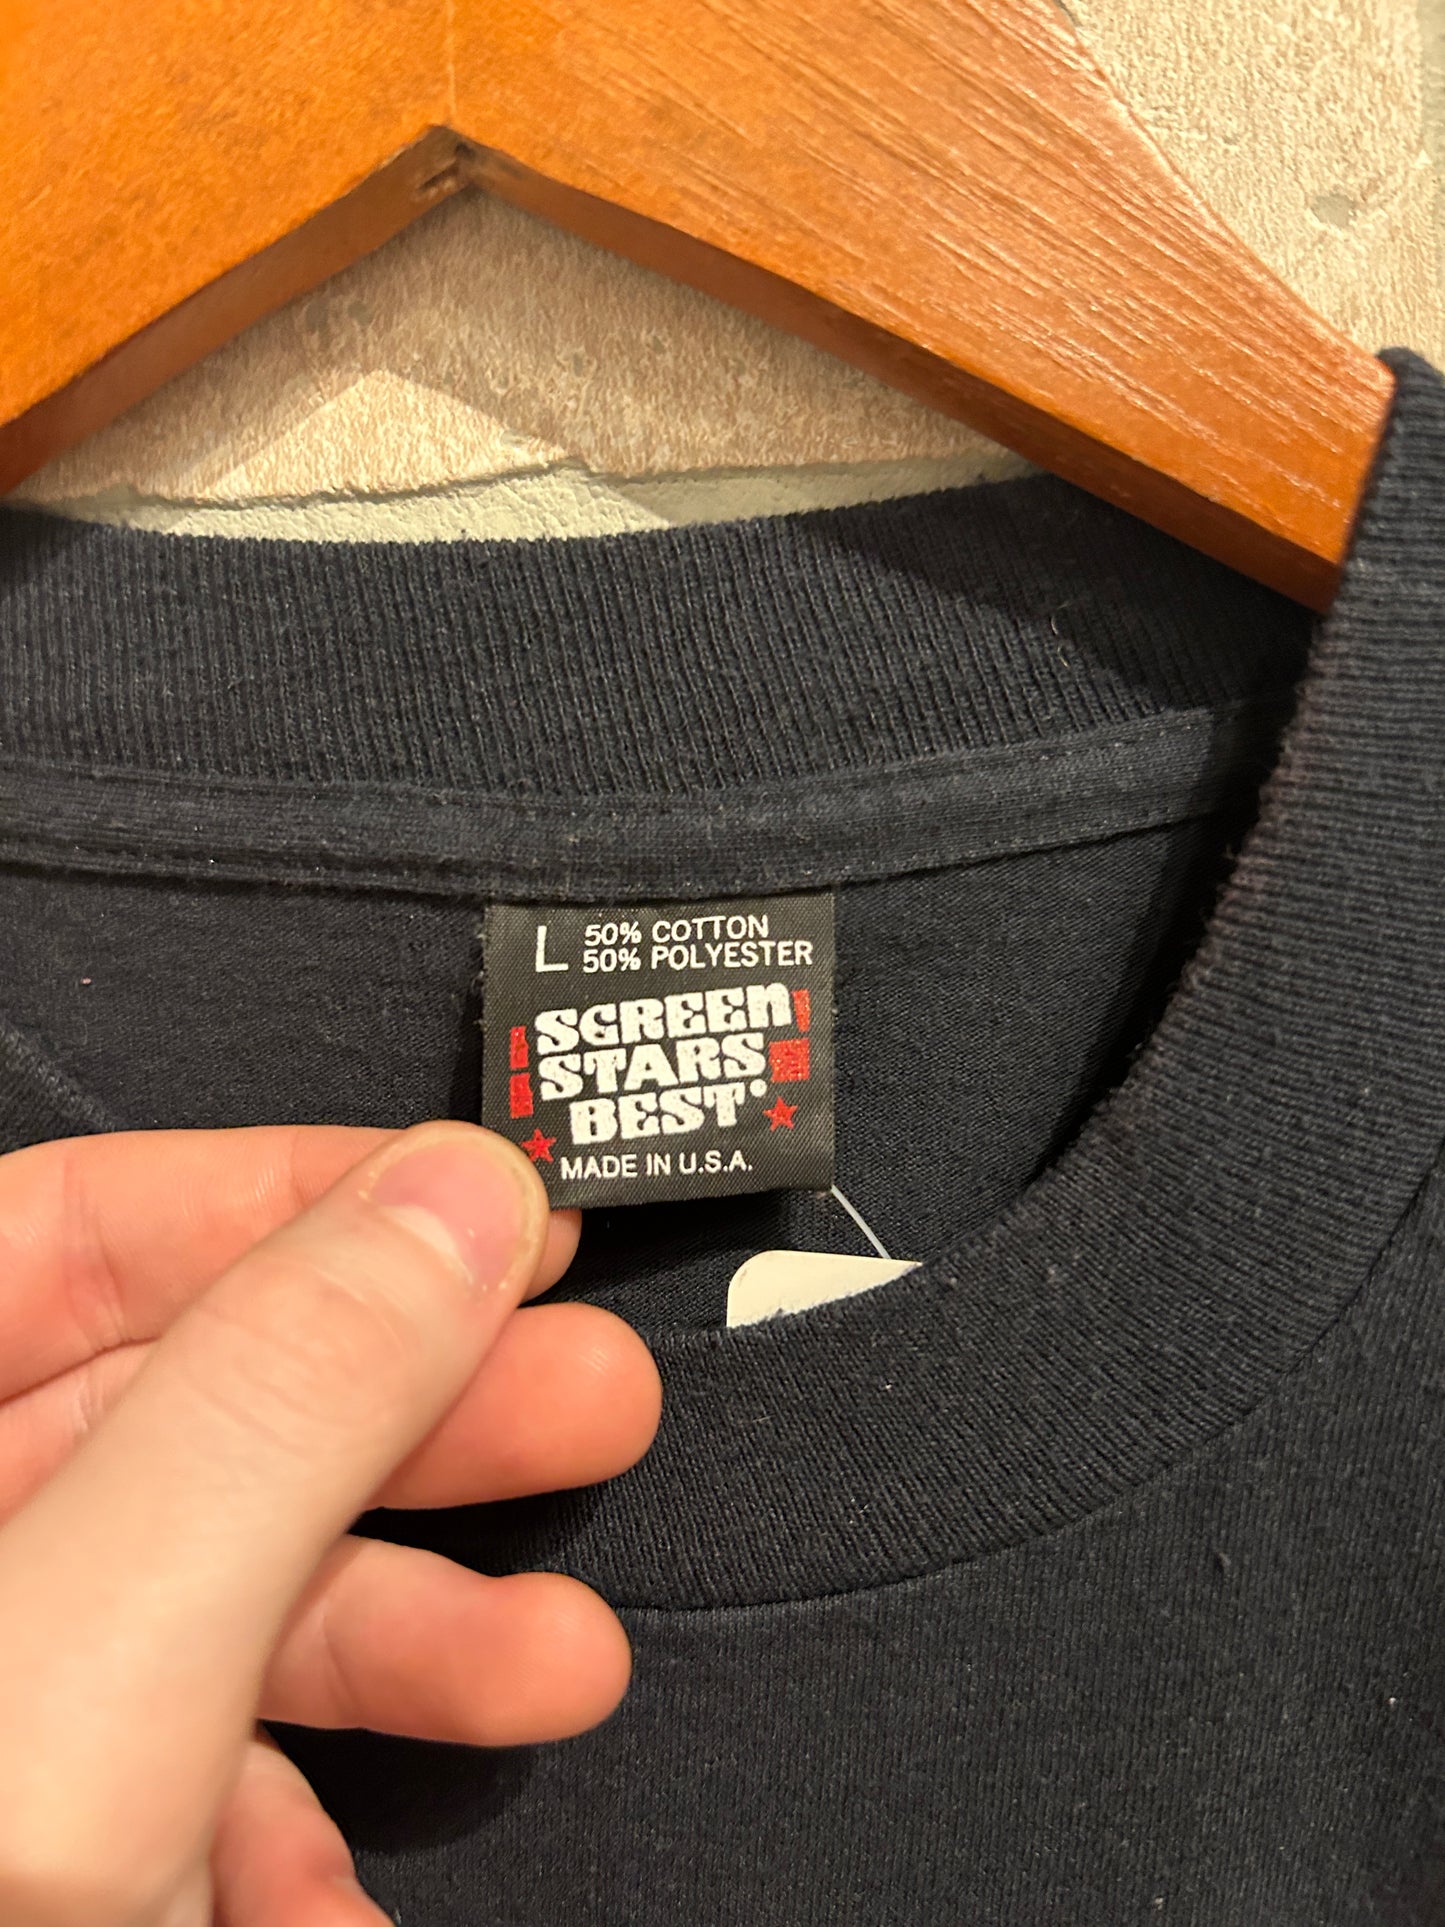 L 50% COTTON
50% POLYESTER
SCREEN
STARS
BEST®
MADE IN U.S.A.